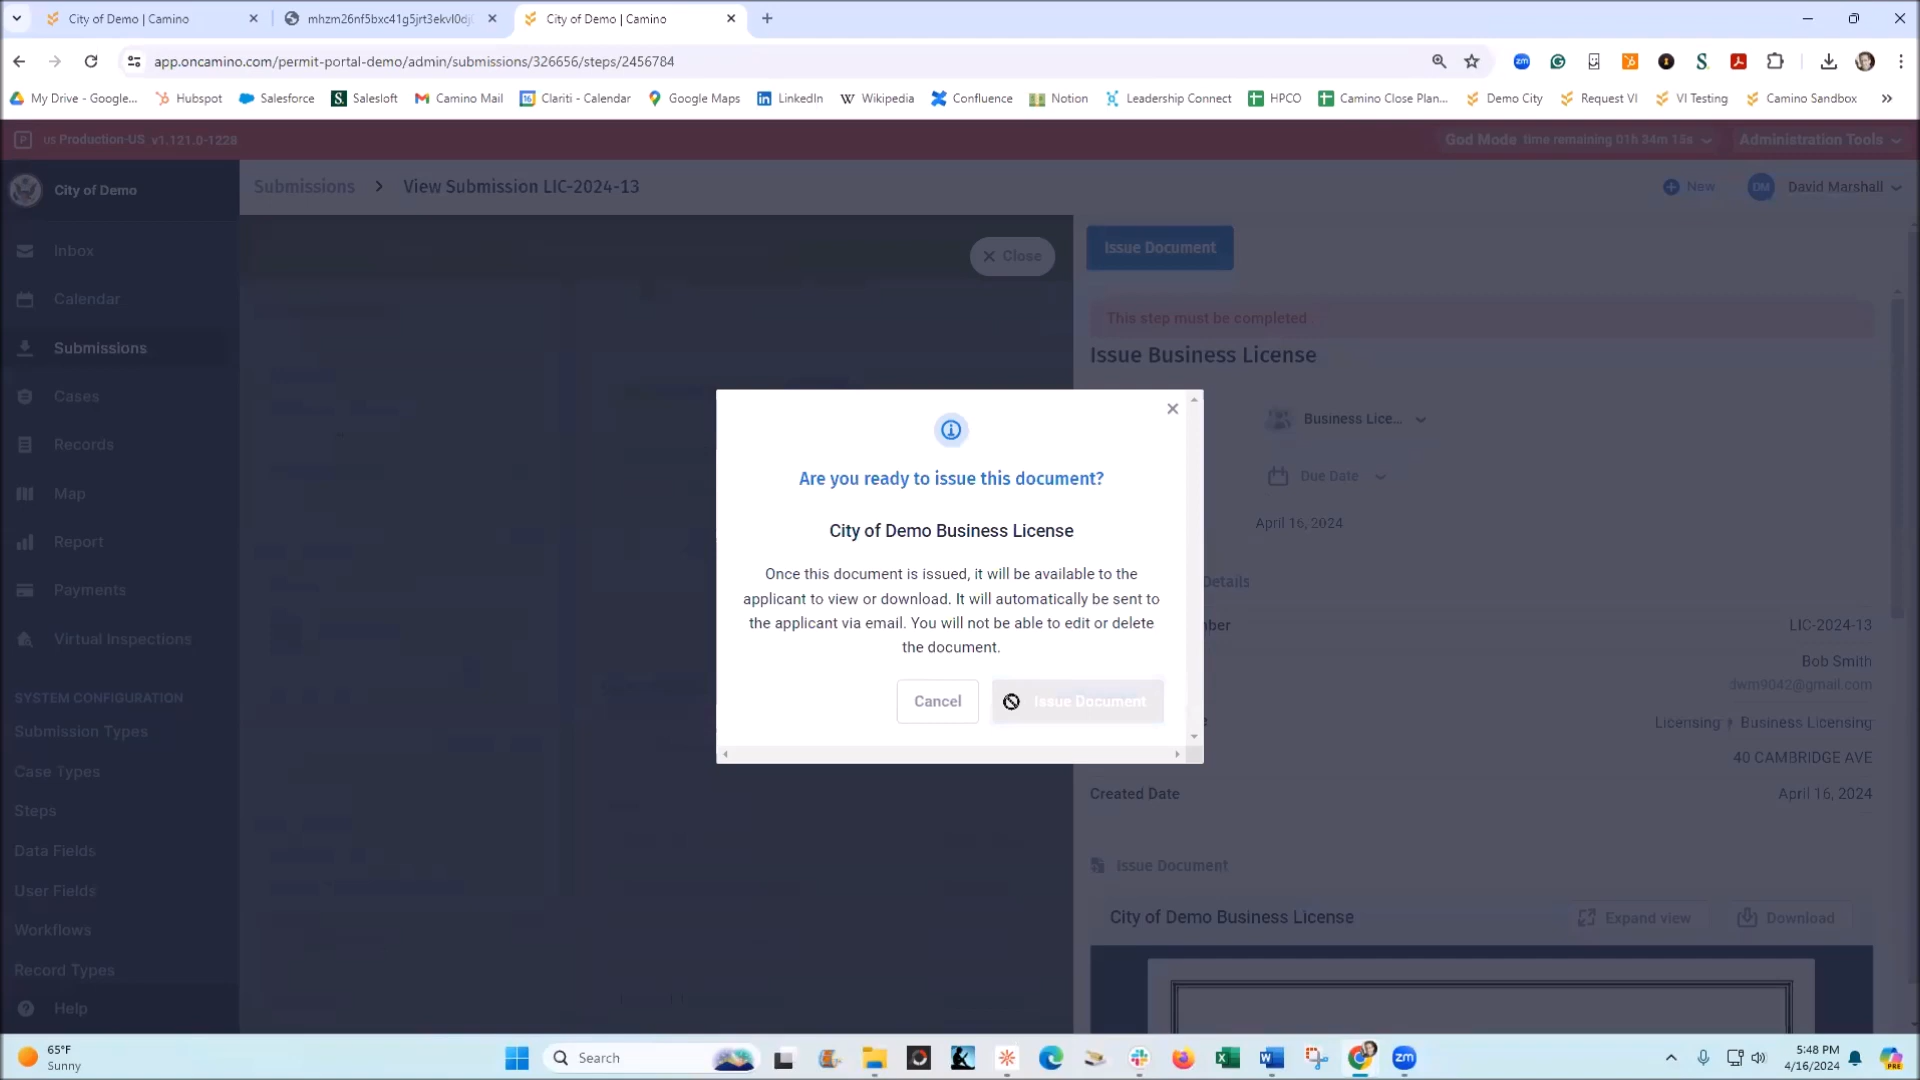 City of Demo | Camino
mhzm26nf5bxc41g5jrt3ekvl0dj
City of Demo | Camino
app.oncamino.com/permit-portal-demo/admin/submissions/326656/steps/2456784
My Drive - Google...
Hubspot
Salesforce
Salesloft
Camino Mail
Clariti - Calendar
Google Maps
LinkedIn
Wikipedia
Confluence
Notion
Leadership Connect
HPCO
Camino Close Plan...
Demo City
Request VI
VI Testing
Camino Sandbox
us Production-US v1.121.0-1228
God Mode time remaining 01h 34m 15s
Administration Tools
City of Demo
Submissions > View Submission LIC-2024-13
New
DM
David Marshall
Inbox
Calendar
Submissions
Cases
Records
Map
Report
Payments
Virtual Inspections
SYSTEM CONFIGURATION
Submission Types
Case Types
Steps
Data Fields
User Fields
Workflows
Record Types
Help
Close
Issue Document
This step must be completed
Issue Business License
Business Lice...
Due Date
April 16, 2024
Details
LIC-2024-13
Bob Smith
dwm9042@gmail.com
Licensing
Business Licensing
40 CAMBRIDGE AVE
Created Date
April 16, 2024
Issue Document
City of Demo Business License
Expand view
Download
Are you ready to issue this document?
City of Demo Business License
Once this document is issued, it will be available to the
applicant to view or download. It will automatically be sent to
the applicant via email. You will not be able to edit or delete
the document.
Cancel
Issue Document
65°F
Sunny
Search
zm
5:48 PM
4/16/2024